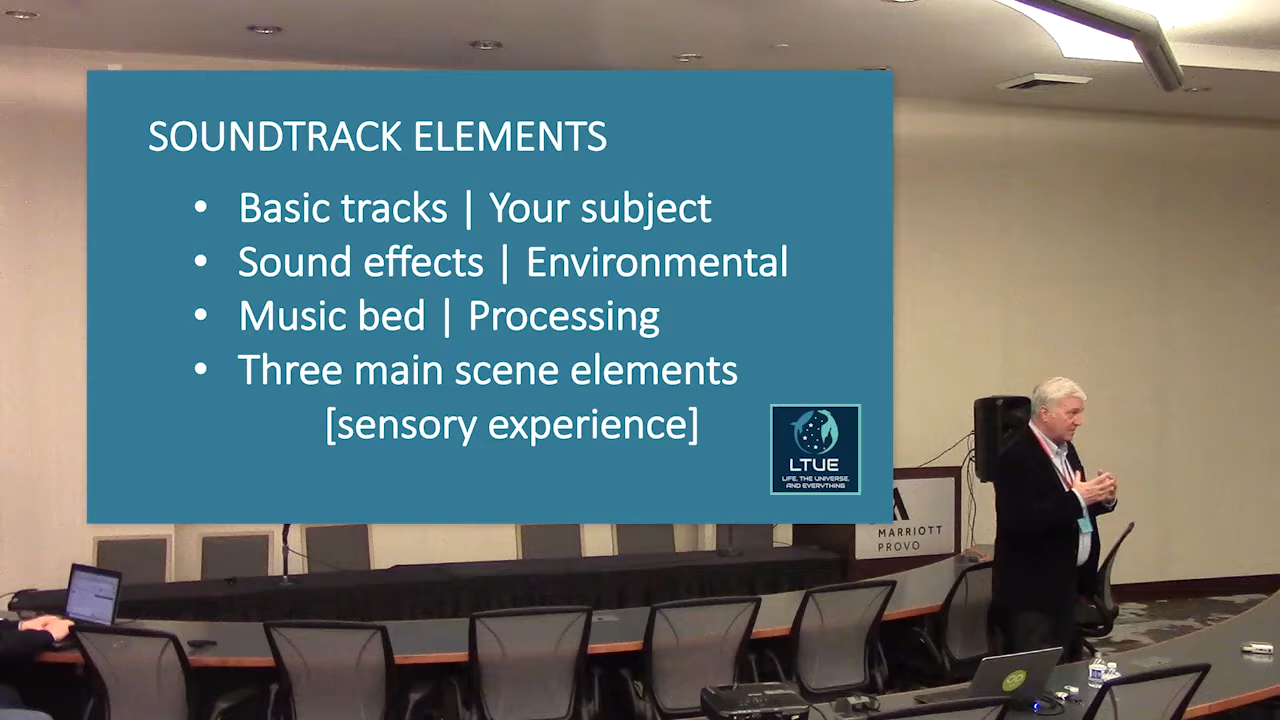 SOUNDTRACK ELEMENTS
• Basic tracks | Your subject
• Sound effects | Environmental
• Music bed | Processing
• Three main scene elements
[sensory experience]
LTUE
LIFE, THE UNIVERSE,
AND EVERYTHING
MARRIOTT
PROVO